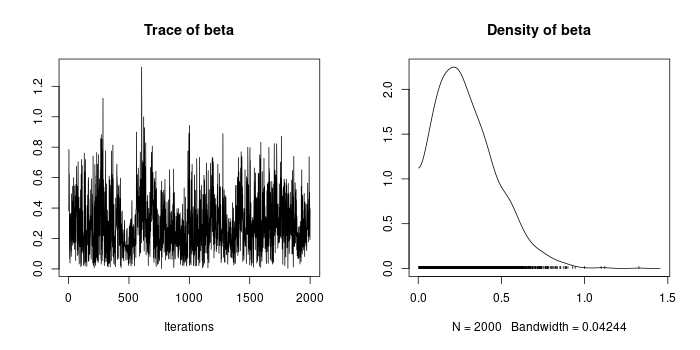 Trace of beta
0.0 0.2 0.4 0.6 0.8 1.0 1.2
0 500 1000 1500 2000
Iterations
Density of beta
0.0 0.5 1.0 1.5 2.0
0.0 0.5 1.0 1.5
N = 2000 Bandwidth = 0.04244